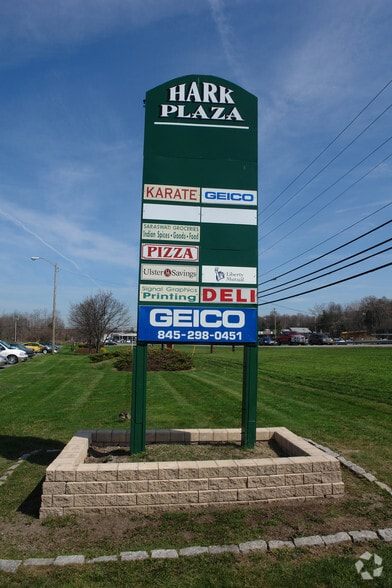 HARK
PLAZA
KARATE GEICO
SARASWATI GROCERIES
Indian Spices • Goods • Food
PIZZA
Ulster Savings Liberty Mutual
Signal Graphics
Printing DELI
GEICO
845-298-0451